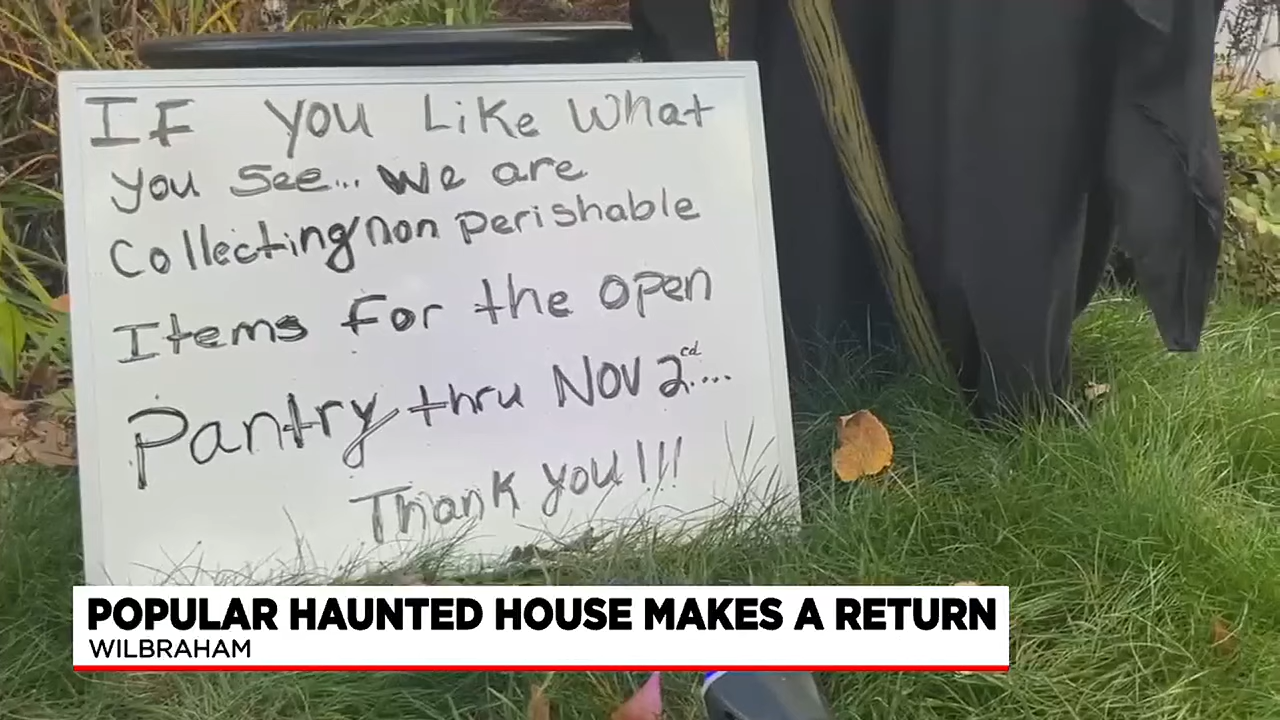 IF YOU Like What
you see... We are
Collecting non perishable
Items for the open
Pantry thru NOV 2cd....
Thank you!!!
POPULAR HAUNTED HOUSE MAKES A RETURN
WILBRAHAM